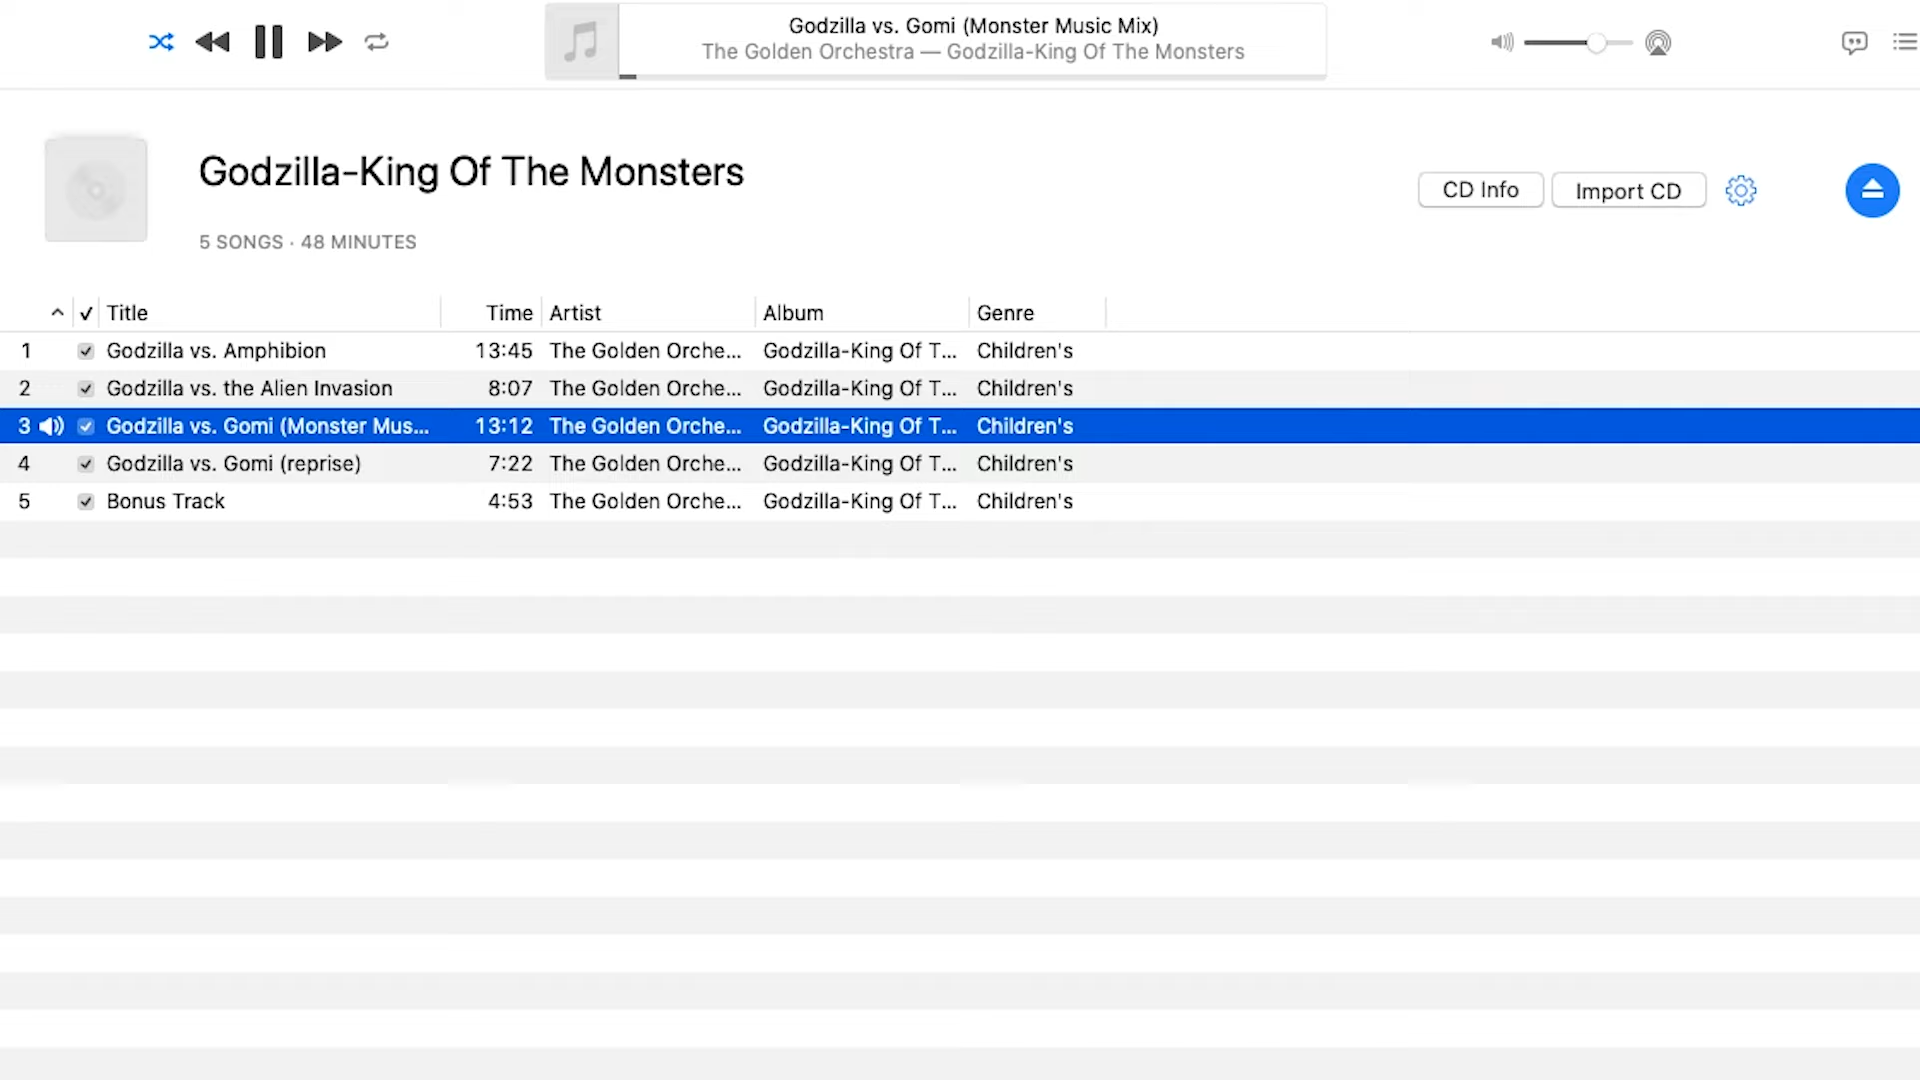 Godzilla vs. Gomi (Monster Music Mix)
The Golden Orchestra — Godzilla-King Of The Monsters
Godzilla-King Of The Monsters
5 SONGS · 48 MINUTES
CD Info Import CD
Title Time Artist Album Genre
1 Godzilla vs. Amphibion 13:45 The Golden Orche... Godzilla-King Of T... Children's
2 Godzilla vs. the Alien Invasion 8:07 The Golden Orche... Godzilla-King Of T... Children's
3 Godzilla vs. Gomi (Monster Mus... 13:12 The Golden Orche... Godzilla-King Of T... Children's
4 Godzilla vs. Gomi (reprise) 7:22 The Golden Orche... Godzilla-King Of T... Children's
5 Bonus Track 4:53 The Golden Orche... Godzilla-King Of T... Children's